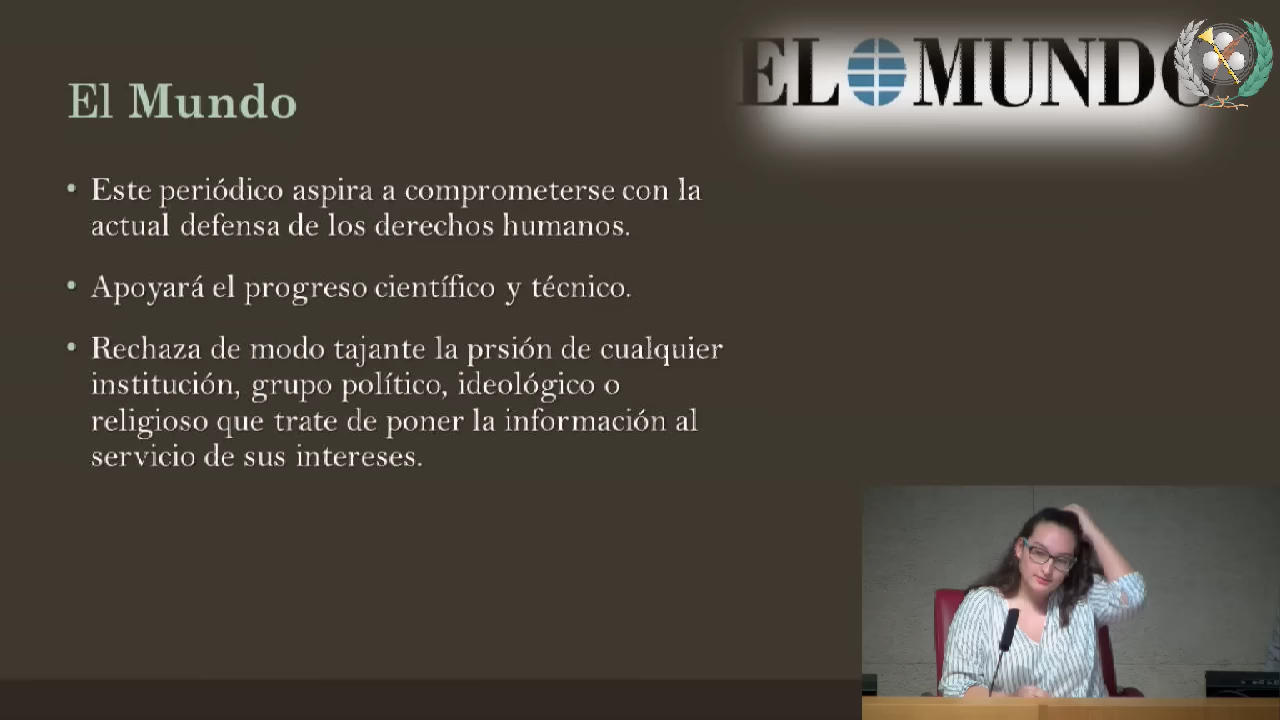 EL MUNDO
El Mundo
• Este periódico aspira a comprometerse con la
actual defensa de los derechos humanos.
• Apoyará el progreso científico y técnico.
• Rechaza de modo tajante la prsión de cualquier
institución, grupo político, ideológico o
religioso que trate de poner la información al
servicio de sus intereses.